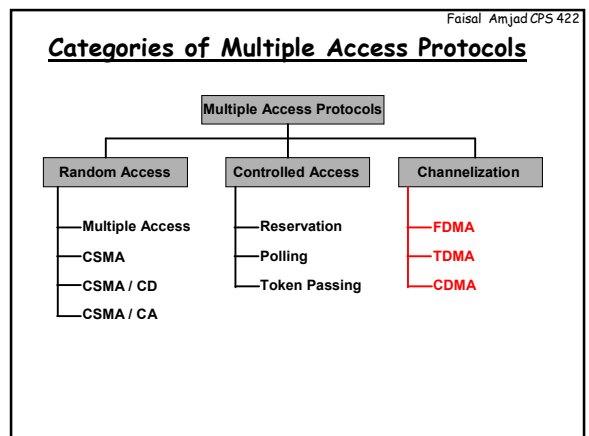 Faisal Amjad CPS 422
Categories of Multiple Access Protocols
Multiple Access Protocols
Random Access
Controlled Access
Channelization
Multiple Access
CSMA
CSMA / CD
CSMA / CA
Reservation
Polling
Token Passing
FDMA
TDMA
CDMA